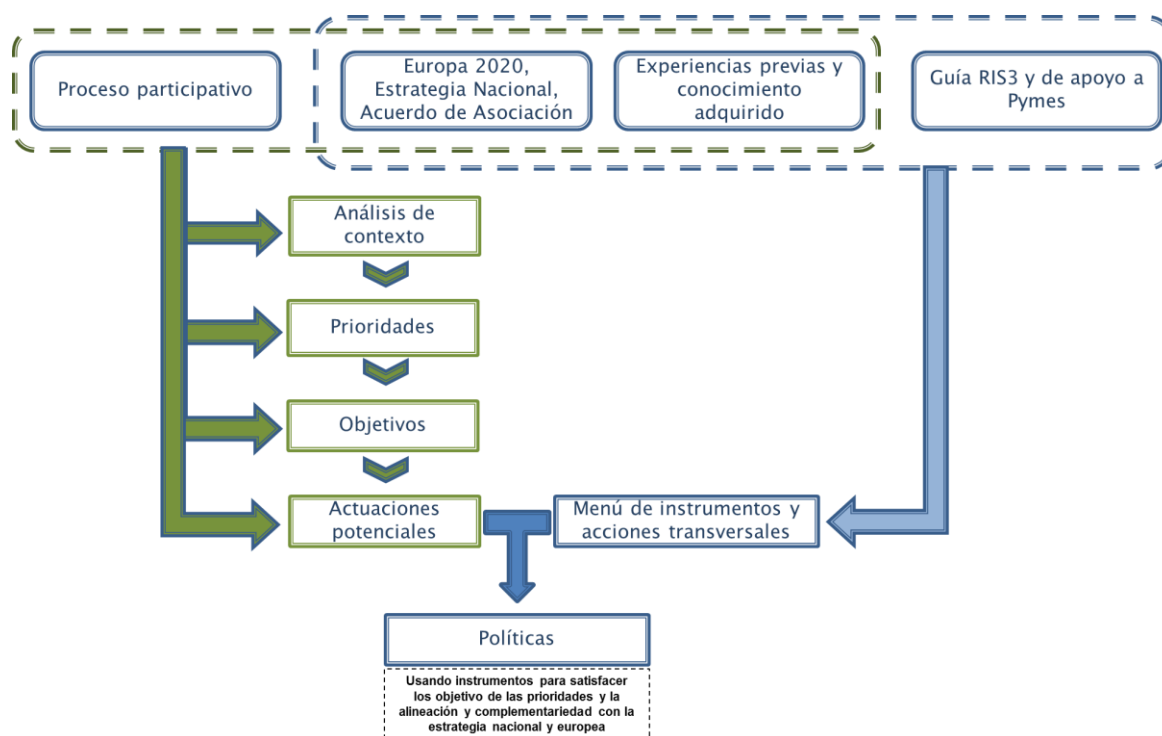 Proceso participativo
Europa 2020,
Estrategia Nacional,
Acuerdo de Asociación
Experiencias previas y
conocimiento
adquirido
Guía RIS3 y de apoyo a
Pymes
Análisis de
contexto
Prioridades
Objetivos
Actuaciones
potenciales
Menú de instrumentos y
acciones transversales
Políticas
Usando instrumentos para satisfacer
los objetivo de las prioridades y la
alineación y complementariedad con la
estrategia nacional y europea